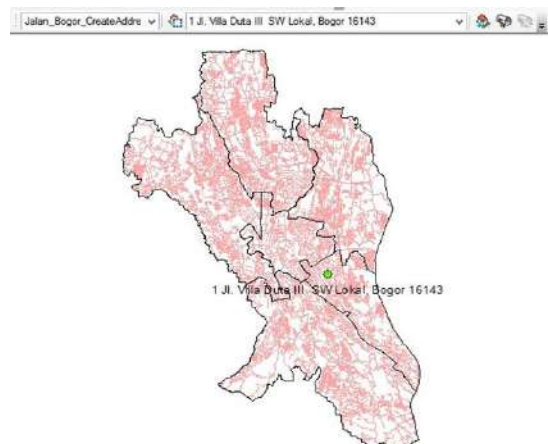 Jalan_Bogor_CreateAddre
1 Jl. Villa Duta III SW Lokal, Bogor 16143
1 Jl. Villa Duta III SW Lokal, Bogor 16143